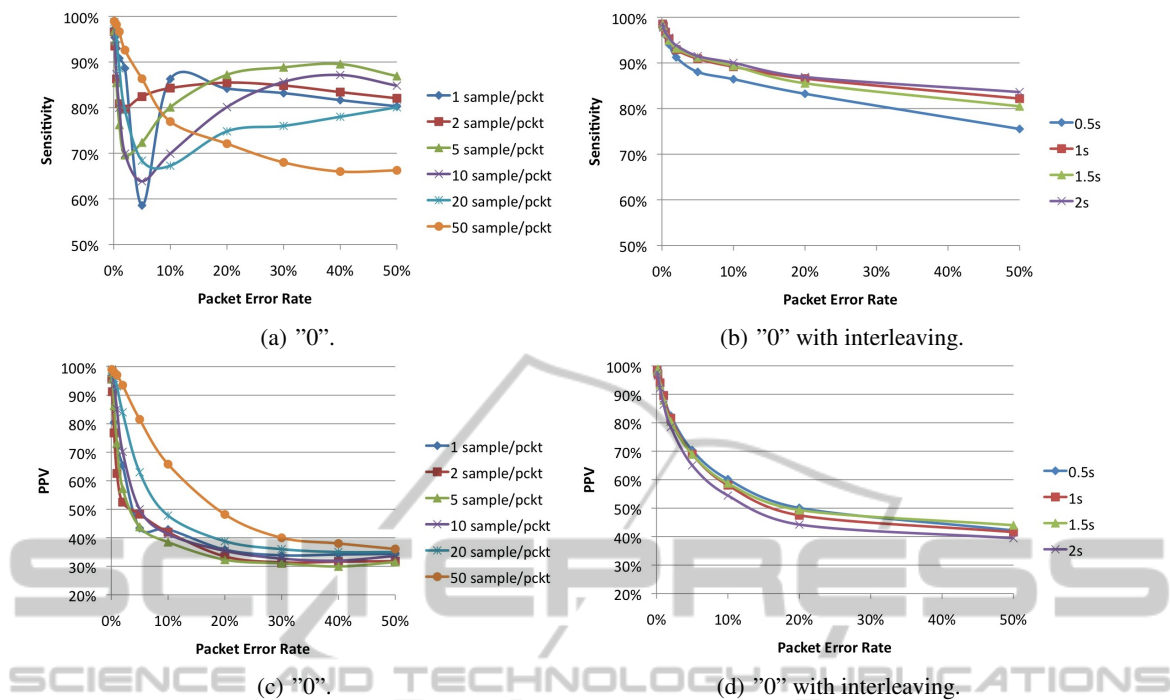 100%
90%
80%
70%
60%
50%
Sensitivity
0% 10% 20% 30% 40% 50%
Packet Error Rate
1 sample/pckt
2 sample/pckt
5 sample/pckt
10 sample/pckt
20 sample/pckt
50 sample/pckt
(a) ”0”.
100%
90%
80%
70%
60%
50%
Sensitivity
0% 10% 20% 30% 40% 50%
Packet Error Rate
0.5s
1s
1.5s
2s
(b) ”0” with interleaving.
100%
90%
80%
70%
60%
50%
40%
30%
20%
PPV
0% 10% 20% 30% 40% 50%
Packet Error Rate
1 sample/pckt
2 sample/pckt
5 sample/pckt
10 sample/pckt
20 sample/pckt
50 sample/pckt
(c) ”0”.
100%
90%
80%
70%
60%
50%
40%
30%
20%
PPV
0% 10% 20% 30% 40% 50%
Packet Error Rate
0.5s
1s
1.5s
2s
(d) ”0” with interleaving.
SCITEPRESS
SCIENCE AND TECHNOLOGY PUBLICATIONS